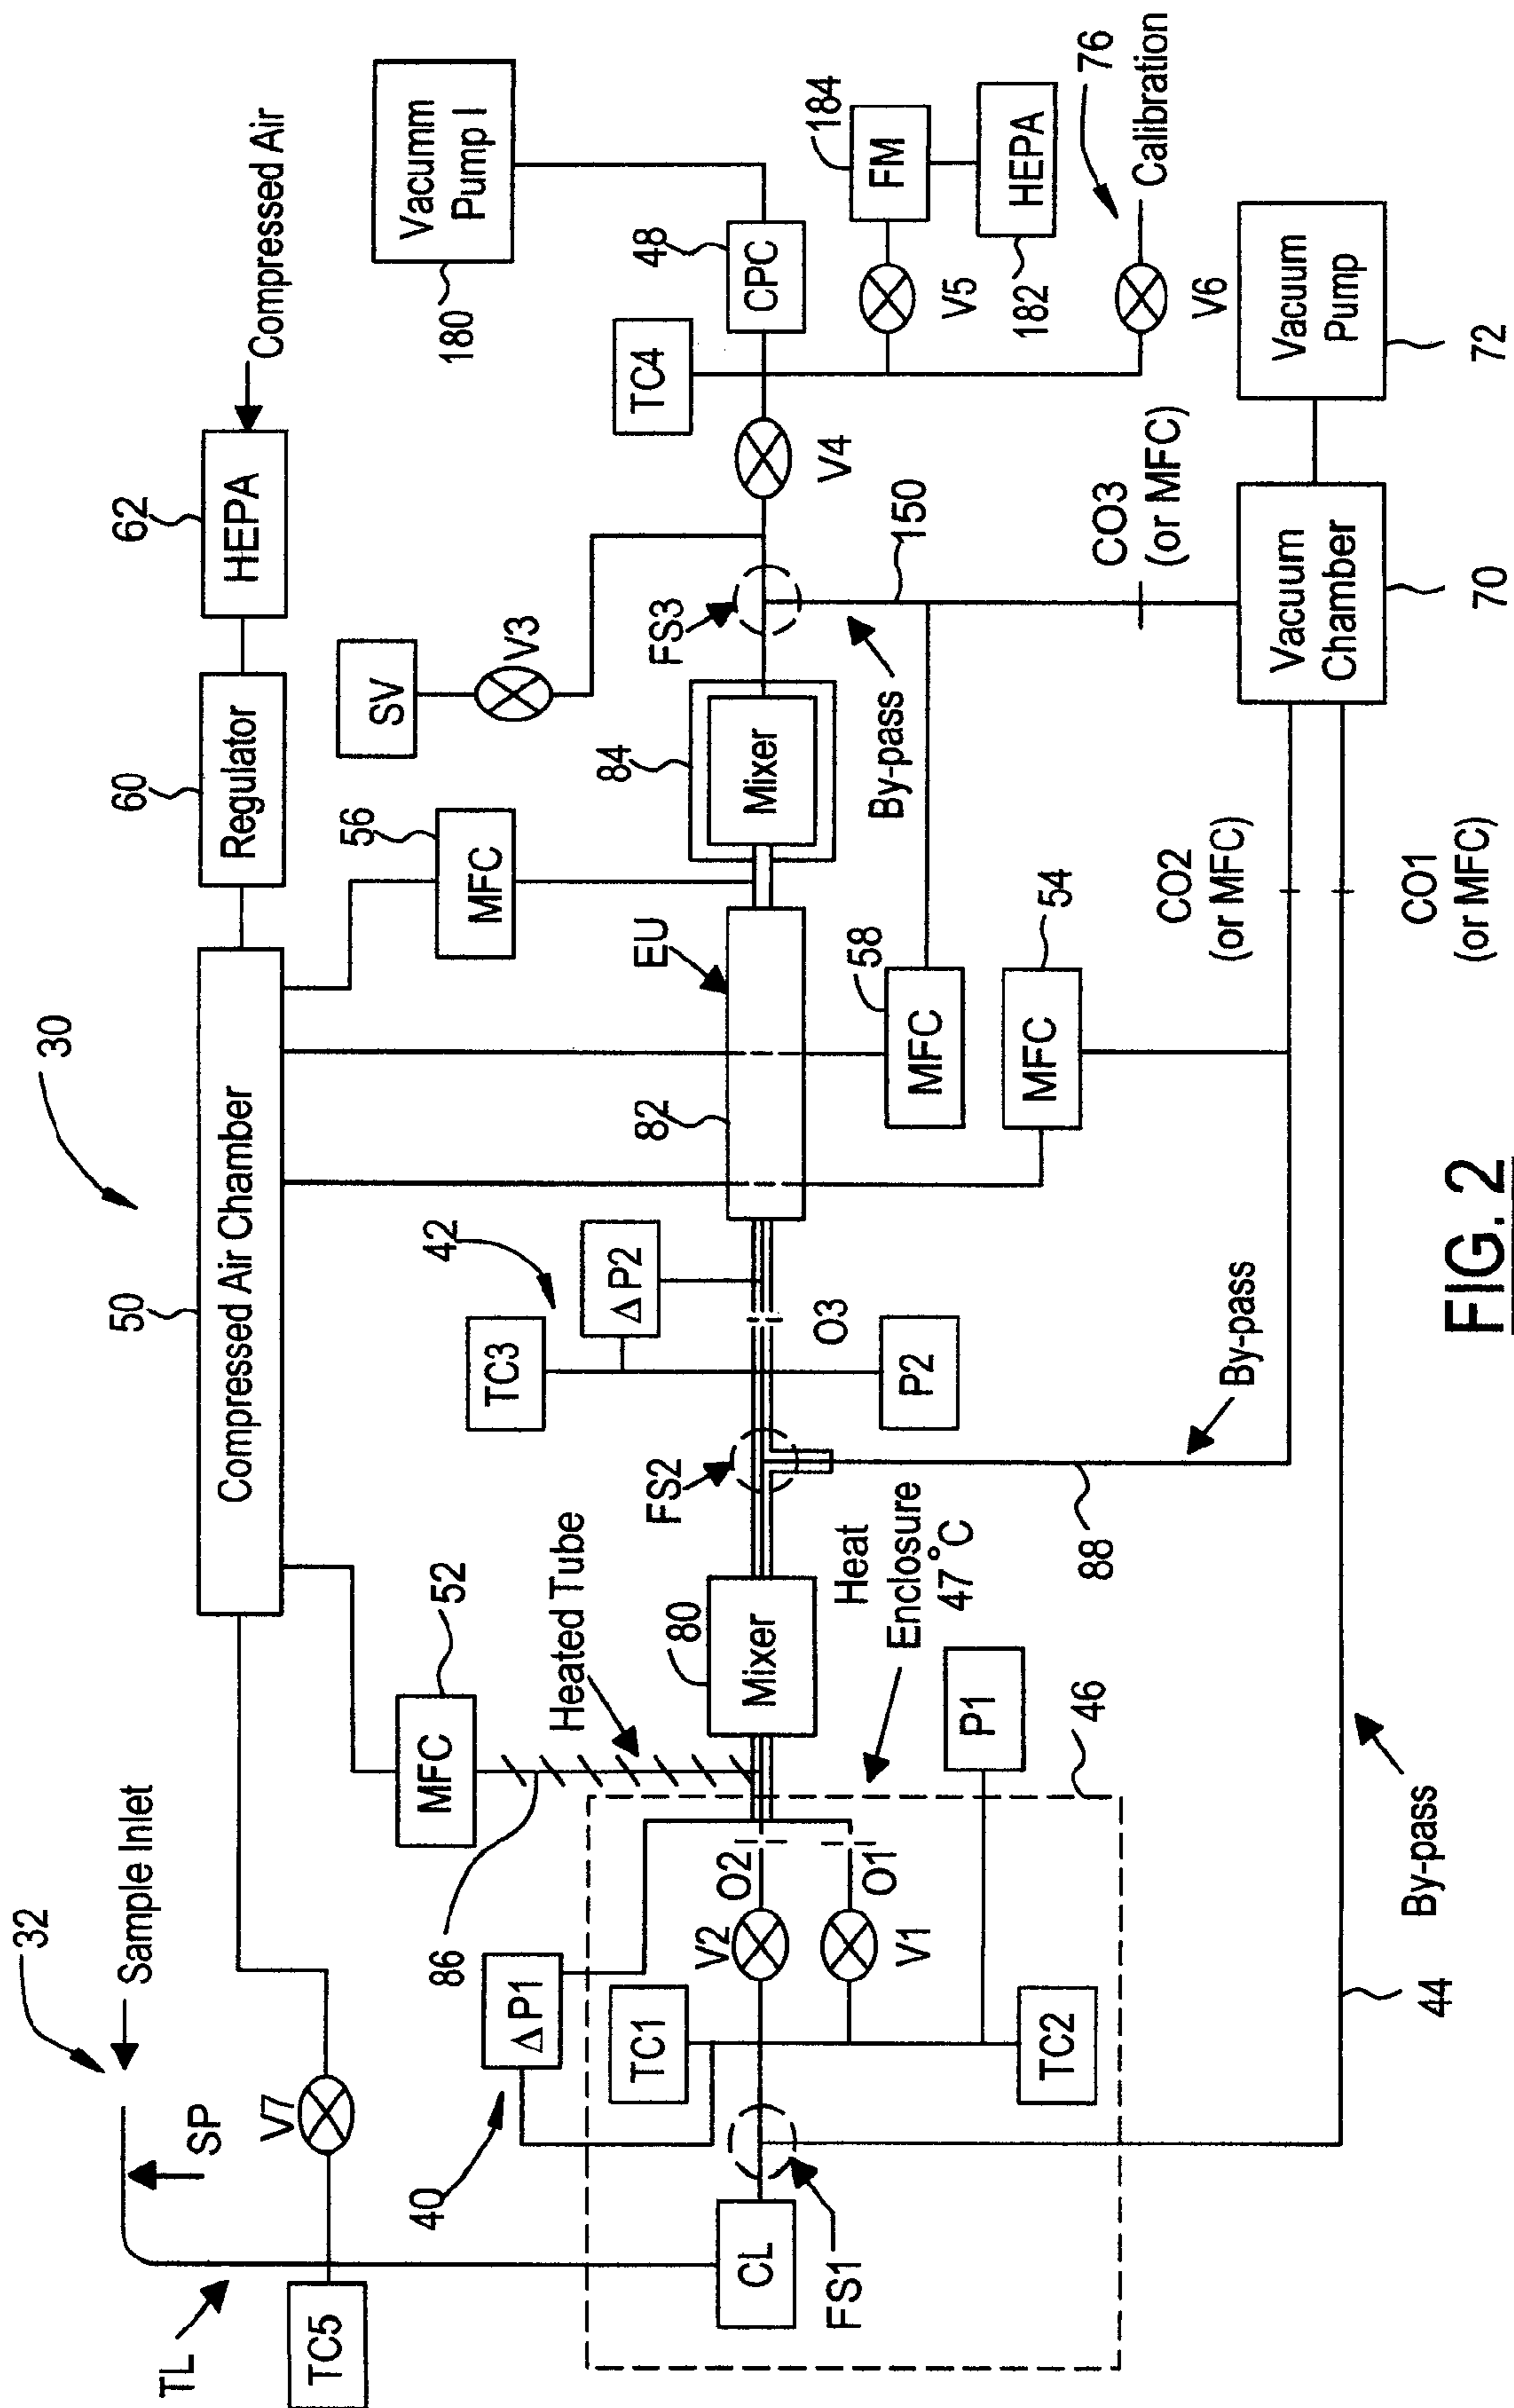 32
Sample Inlet
SP
TL
TC5
V7
30
50
Compressed Air Chamber
60
Regulator
62
HEPA
Compressed Air
52
MFC
86
Heated Tube
56
MFC
SV
V3
180
Vacumm
Pump I
40
Δ P1
TC1
TC2
CL
FS1
V2
O2
V1
O1
P1
46
Heat
Enclosure
47°C
80
Mixer
FS2
42
TC3
Δ P2
O3
P2
82
EU
84
Mixer
FS3
V4
TC4
48
CPC
V5
184
FM
182
HEPA
76
Calibration
V6
58
MFC
54
MFC
By-pass
150
CO3
(or MFC)
88
By-pass
CO2
(or MFC)
CO1
(or MFC)
44
By-pass
Vacuum
Chamber
70
Vacuum
Pump
72
FIG. 2